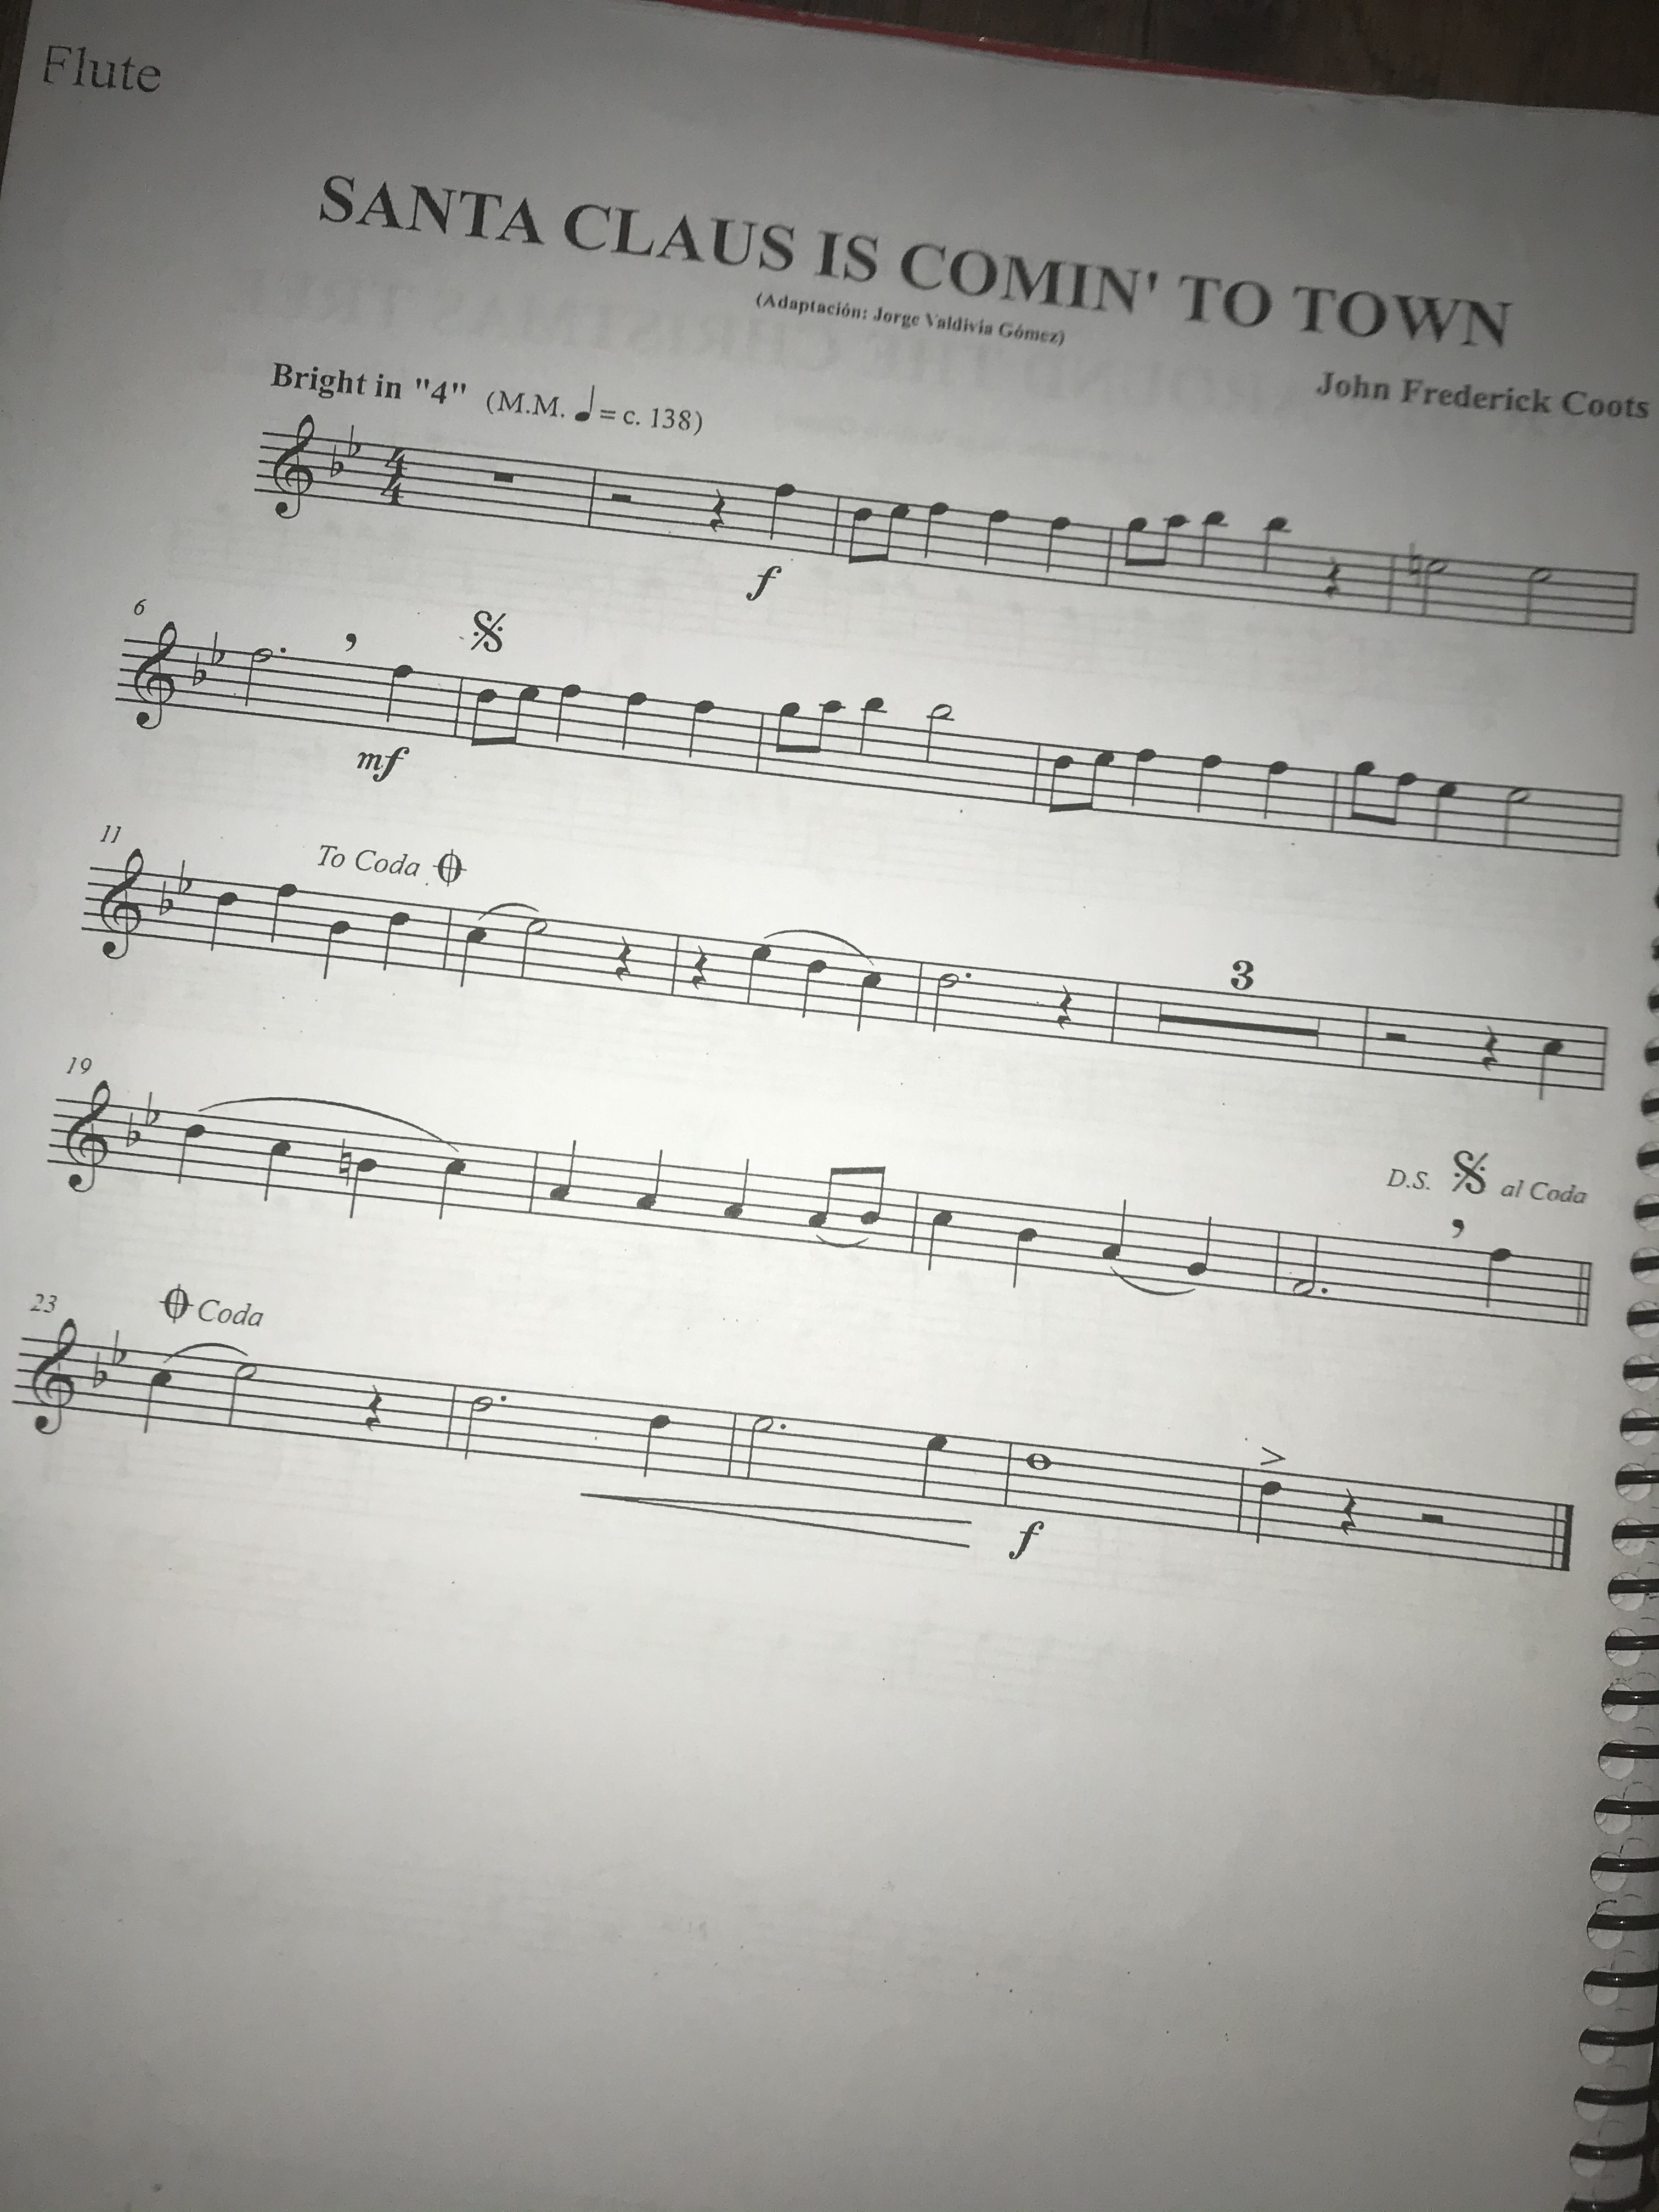 Flute
SANTA CLAUS IS COMIN' TO TOWN
(Adaptación: Jorge Valdivia Gómez)
John Frederick Coots
Bright in "4" (M.M. ♩ = c. 138)
4
4
f
6
mf
11
To Coda
3
19
D.S. al Coda
23
Coda
f